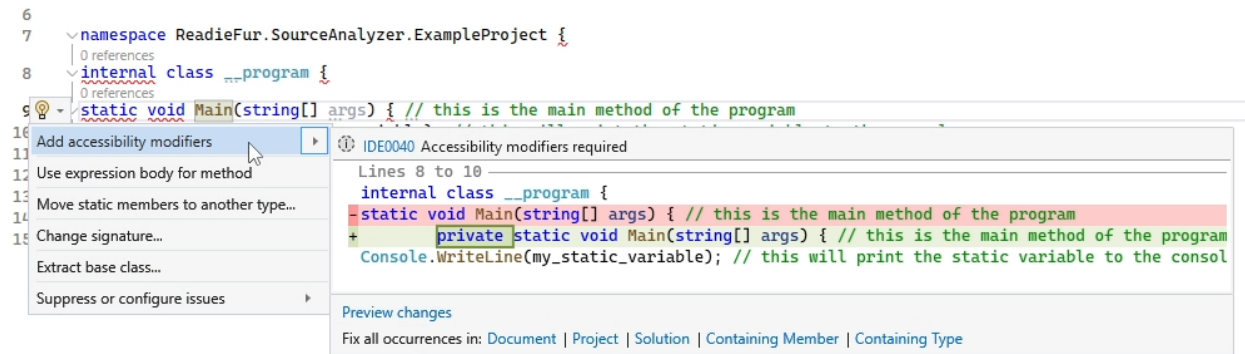 6
7 namespace ReadieFur.SourceAnalyzer.ExampleProject {
0 references
8 internal class __program {
0 references
9 static void Main(string[] args) { // this is the main method of the program
10
11
12
13
14
15
Add accessibility modifiers
Use expression body for method
Move static members to another type...
Change signature...
Extract base class...
Suppress or configure issues
IDE0040 Accessibility modifiers required
Lines 8 to 10
internal class __program {
- static void Main(string[] args) { // this is the main method of the program
+ private static void Main(string[] args) { // this is the main method of the program
Console.WriteLine(my_static_variable); // this will print the static variable to the consol
Preview changes
Fix all occurrences in: Document | Project | Solution | Containing Member | Containing Type